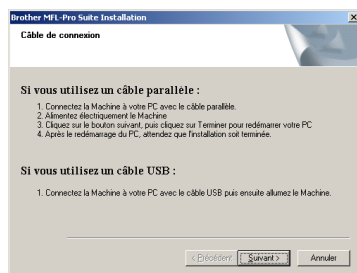 Brother MFL-Pro Suite Installation
Câble de connexion
Si vous utilisez un câble parallèle :
1. Connectez la Machine à votre PC avec le câble parallèle.
2. Alimentez électriquement le Machine
3. Cliquez sur le bouton suivant, puis cliquez sur Terminer pour redémarrer votre PC
4. Après le redémarrage du PC, attendez que l'installation soit terminée.
Si vous utilisez un câble USB :
1. Connectez la Machine à votre PC avec le câble USB puis ensuite allumez le Machine.
< Précédent Suivant > Annuler